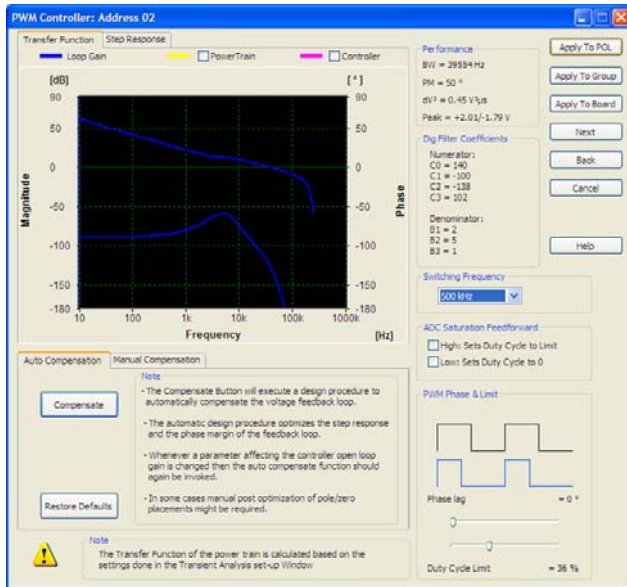 PWM Controller: Address 02
Transfer Function
Step Response
Loop Gain
PowerTrain
Controller
[dB]
[°]
90
90
50
50
0
0
-50
-50
-100
-100
-150
-150
-180
-180
Magnitude
Phase
10
100
1000
10k
100k
1000k
Frequency
[Hz]
Performance
BW = 39554 Hz
PM = 50 °
dV² = 0.45 V²µs
Peak = +2.01/-1.79 V
Dig Filter Coefficients
Numerator:
C0 = 140
C1 = -100
C2 = -138
C3 = 102
Denominator:
B1 = 2
B2 = 5
B3 = 1
Apply To POL
Apply To Group
Apply To Board
Next
Back
Cancel
Help
Switching Frequency
500 kHz
ADC Saturation Feedforward
High: Sets Duty Cycle to Limit
Low: Sets Duty Cycle to 0
PWM Phase & Limit
Phase lag
= 0 °
Duty Cycle Limit
= 36 %
Auto Compensation
Manual Compensation
Compensate
Restore Defaults
Note
- The Compensate Button will execute a design procedure to
automatically compensate the voltage feedback loop.
- The automatic design procedure optimizes the step response
and the phase margin of the feedback loop.
- Whenever a parameter affecting the controller open loop
gain is changed then the auto compensate function should
again be invoked.
- In some cases manual post optimization of pole/zero
placements might be required.
Note
The Transfer Function of the power train is calculated based on the
settings done in the Transient Analysis set-up Window